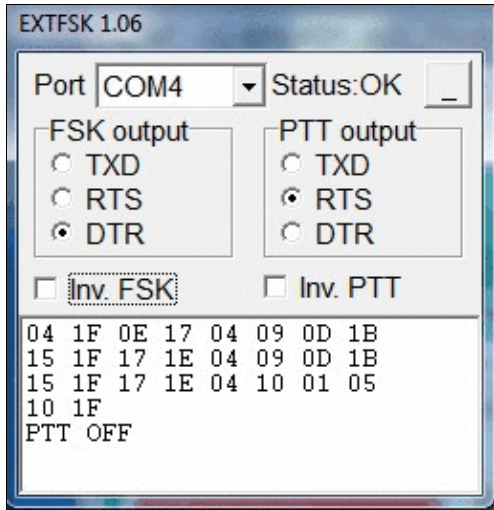 EXTFSK 1.06
Port COM4 Status:OK _
FSK output PTT output
TXD TXD
RTS RTS
DTR DTR
Inv. FSK Inv. PTT
04 1F 0E 17 04 09 0D 1B
15 1F 17 1E 04 09 0D 1B
15 1F 17 1E 04 10 01 05
10 1F
PTT OFF